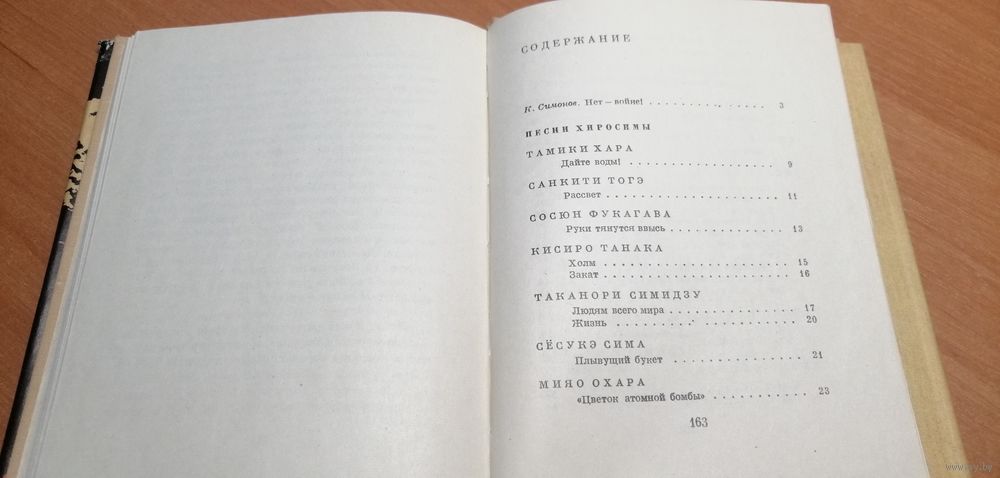 СОДЕРЖАНИЕ
К. Симонов. Нет — войне! . . . . . . . . . . . . . . . 3
ПЕСНИ ХИРОСИМЫ
ТАМИКИ ХАРА
Дайте воды! . . . . . . . . . . . . . . . . . . 9
САНКИТИ ТОГЭ
Рассвет . . . . . . . . . . . . . . . . . . . . 11
СОСЮН ФУКАГАВА
Руки тянутся ввысь . . . . . . . . . . . . . . 13
КИСИРО ТАНАКА
Холм . . . . . . . . . . . . . . . . . . . . . 15
Закат . . . . . . . . . . . . . . . . . . . . . 16
ТАКАНОРИ СИМИДЗУ
Людям всего мира . . . . . . . . . . . . . . 17
Жизнь . . . . . . . . . . . . . . . . . . . . 20
СЁСУКЭ СИМА
Плывущий букет . . . . . . . . . . . . . . . 21
МИЯО ОХАРА
«Цветок атомной бомбы» . . . . . . . . . . . 23
163
ay.by